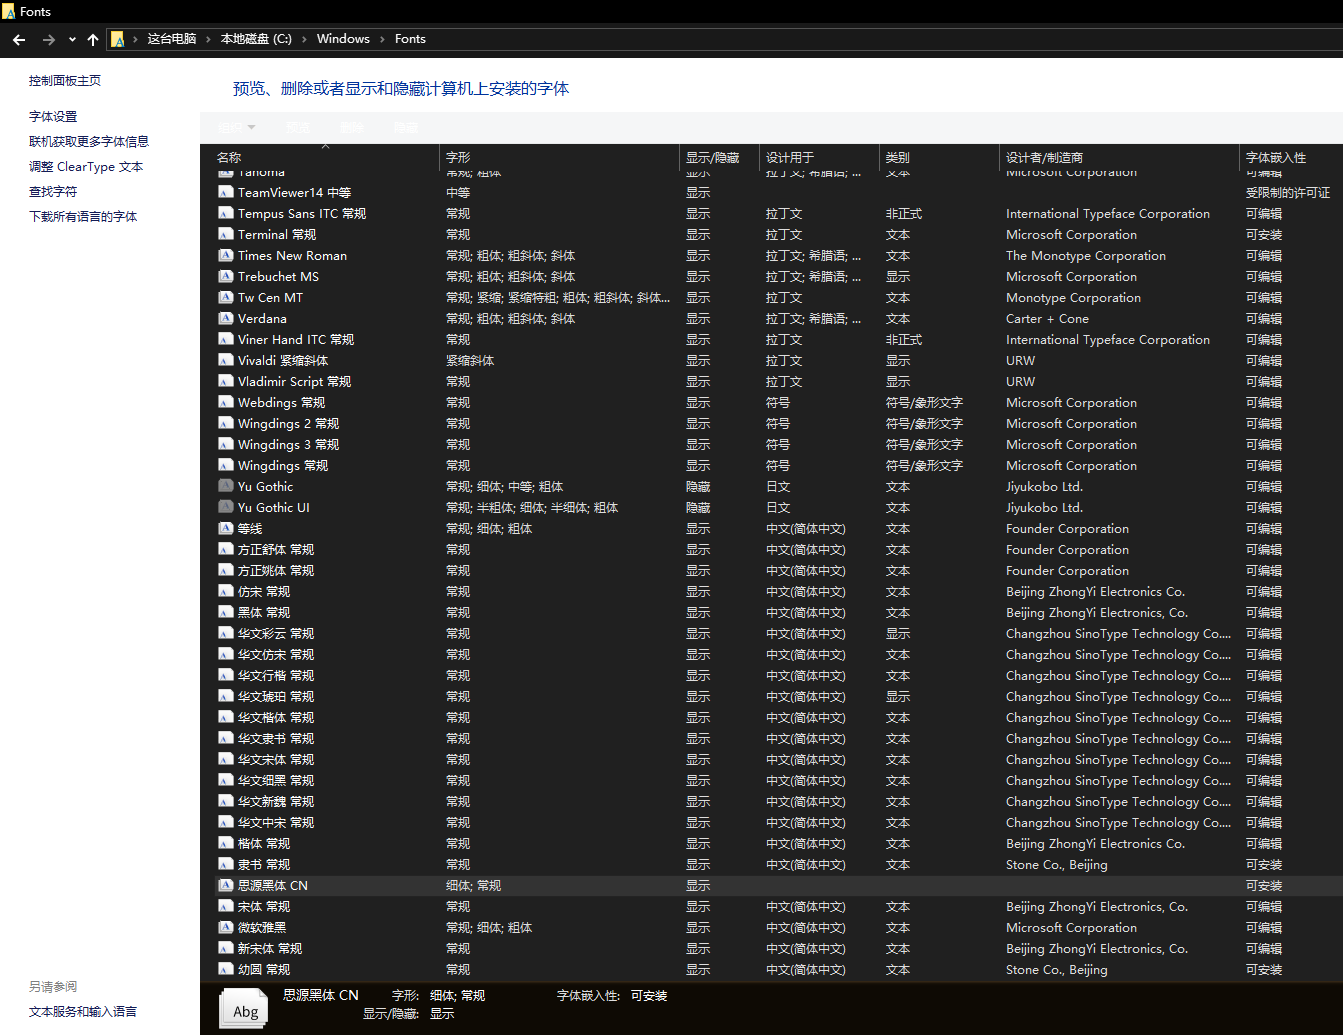 Fonts
这台电脑 本地磁盘 (C:) Windows Fonts
控制面板主页
字体设置
联机获取更多字体信息
调整 ClearType 文本
查找字符
下载所有语言的字体
预览、删除或者显示和隐藏计算机上安装的字体
名称 字形 显示/隐藏 设计用于 类别 设计者/制造商 字体嵌入性
Tahoma 常规; 粗体 显示 拉丁文; 希腊语; ... 文本 Microsoft Corporation 可编辑
TeamViewer14 中等 中等 显示 受限制的许可证
Tempus Sans ITC 常规 常规 显示 拉丁文 非正式 International Typeface Corporation 可编辑
Terminal 常规 常规 显示 拉丁文 文本 Microsoft Corporation 可安装
Times New Roman 常规; 粗体; 粗斜体; 斜体 显示 拉丁文; 希腊语; ... 文本 The Monotype Corporation 可编辑
Trebuchet MS 常规; 粗体; 粗斜体; 斜体 显示 拉丁文; 希腊语; ... 显示 Microsoft Corporation 可编辑
Tw Cen MT 常规; 紧缩; 紧缩特粗; 粗体; 粗斜体; 斜体... 显示 拉丁文 文本 Monotype Corporation 可编辑
Verdana 常规; 粗体; 粗斜体; 斜体 显示 拉丁文; 希腊语; ... 文本 Carter + Cone 可编辑
Viner Hand ITC 常规 常规 显示 拉丁文 非正式 International Typeface Corporation 可编辑
Vivaldi 紧缩斜体 紧缩斜体 显示 拉丁文 显示 URW 可编辑
Vladimir Script 常规 常规 显示 拉丁文 显示 URW 可编辑
Webdings 常规 常规 显示 符号 符号/象形文字 Microsoft Corporation 可编辑
Wingdings 2 常规 常规 显示 符号 符号/象形文字 Microsoft Corporation 可编辑
Wingdings 3 常规 常规 显示 符号 符号/象形文字 Microsoft Corporation 可编辑
Wingdings 常规 常规 显示 符号 符号/象形文字 Microsoft Corporation 可编辑
Yu Gothic 常规; 细体; 中等; 粗体 隐藏 日文 文本 Jiyukobo Ltd. 可编辑
Yu Gothic UI 常规; 半粗体; 细体; 半细体; 粗体 隐藏 日文 文本 Jiyukobo Ltd. 可编辑
等线 常规; 细体; 粗体 显示 中文(简体中文) 文本 Founder Corporation 可编辑
方正舒体 常规 常规 显示 中文(简体中文) 文本 Founder Corporation 可编辑
方正姚体 常规 常规 显示 中文(简体中文) 文本 Founder Corporation 可编辑
仿宋 常规 常规 显示 中文(简体中文) 文本 Beijing ZhongYi Electronics Co. 可编辑
黑体 常规 常规 显示 中文(简体中文) 文本 Beijing ZhongYi Electronics, Co. 可编辑
华文彩云 常规 常规 显示 中文(简体中文) 显示 Changzhou SinoType Technology Co.... 可编辑
华文仿宋 常规 常规 显示 中文(简体中文) 文本 Changzhou SinoType Technology Co.... 可编辑
华文行楷 常规 常规 显示 中文(简体中文) 文本 Changzhou SinoType Technology Co.... 可编辑
华文琥珀 常规 常规 显示 中文(简体中文) 显示 Changzhou SinoType Technology Co.... 可编辑
华文楷体 常规 常规 显示 中文(简体中文) 文本 Changzhou SinoType Technology Co.... 可编辑
华文隶书 常规 常规 显示 中文(简体中文) 文本 Changzhou SinoType Technology Co.... 可编辑
华文宋体 常规 常规 显示 中文(简体中文) 文本 Changzhou SinoType Technology Co.... 可编辑
华文细黑 常规 常规 显示 中文(简体中文) 文本 Changzhou SinoType Technology Co.... 可编辑
华文新魏 常规 常规 显示 中文(简体中文) 文本 Changzhou SinoType Technology Co.... 可编辑
华文中宋 常规 常规 显示 中文(简体中文) 文本 Changzhou SinoType Technology Co.... 可编辑
楷体 常规 常规 显示 中文(简体中文) 文本 Beijing ZhongYi Electronics Co. 可编辑
隶书 常规 常规 显示 中文(简体中文) 文本 Stone Co., Beijing 可安装
思源黑体 CN 细体; 常规 显示 可安装
宋体 常规 常规 显示 中文(简体中文) 文本 Beijing ZhongYi Electronics, Co. 可编辑
微软雅黑 常规; 细体; 粗体 显示 中文(简体中文) 文本 Microsoft Corporation 可编辑
新宋体 常规 常规 显示 中文(简体中文) 文本 Beijing ZhongYi Electronics, Co. 可编辑
幼圆 常规 常规 显示 中文(简体中文) 文本 Stone Co., Beijing 可安装
另请参阅
文本服务和输入语言
Abg
思源黑体 CN 字形: 细体; 常规 字体嵌入性: 可安装
显示/隐藏: 显示